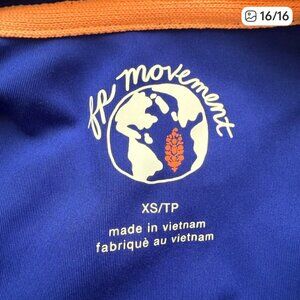 16/16
fp movement
XS/TP
made in vietnam
fabriquè au vietnam